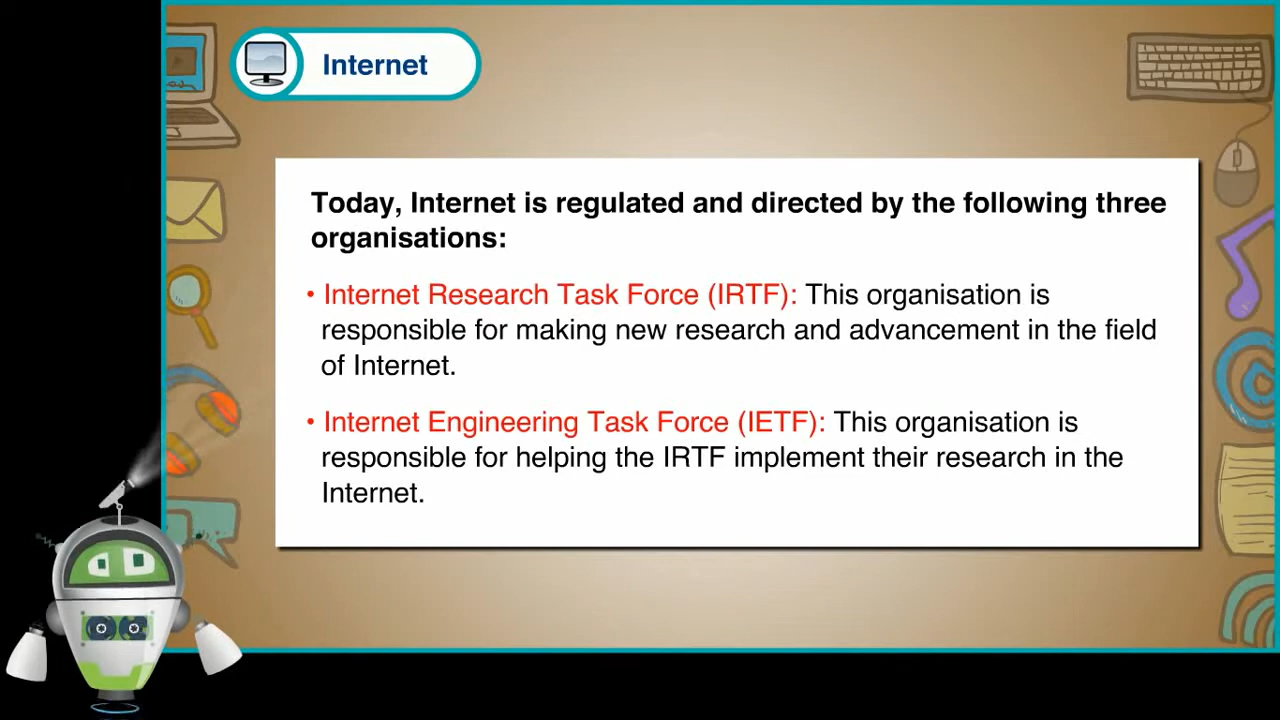 Internet
Today, Internet is regulated and directed by the following three
organisations:
• Internet Research Task Force (IRTF): This organisation is
responsible for making new research and advancement in the field
of Internet.
• Internet Engineering Task Force (IETF): This organisation is
responsible for helping the IRTF implement their research in the
Internet.